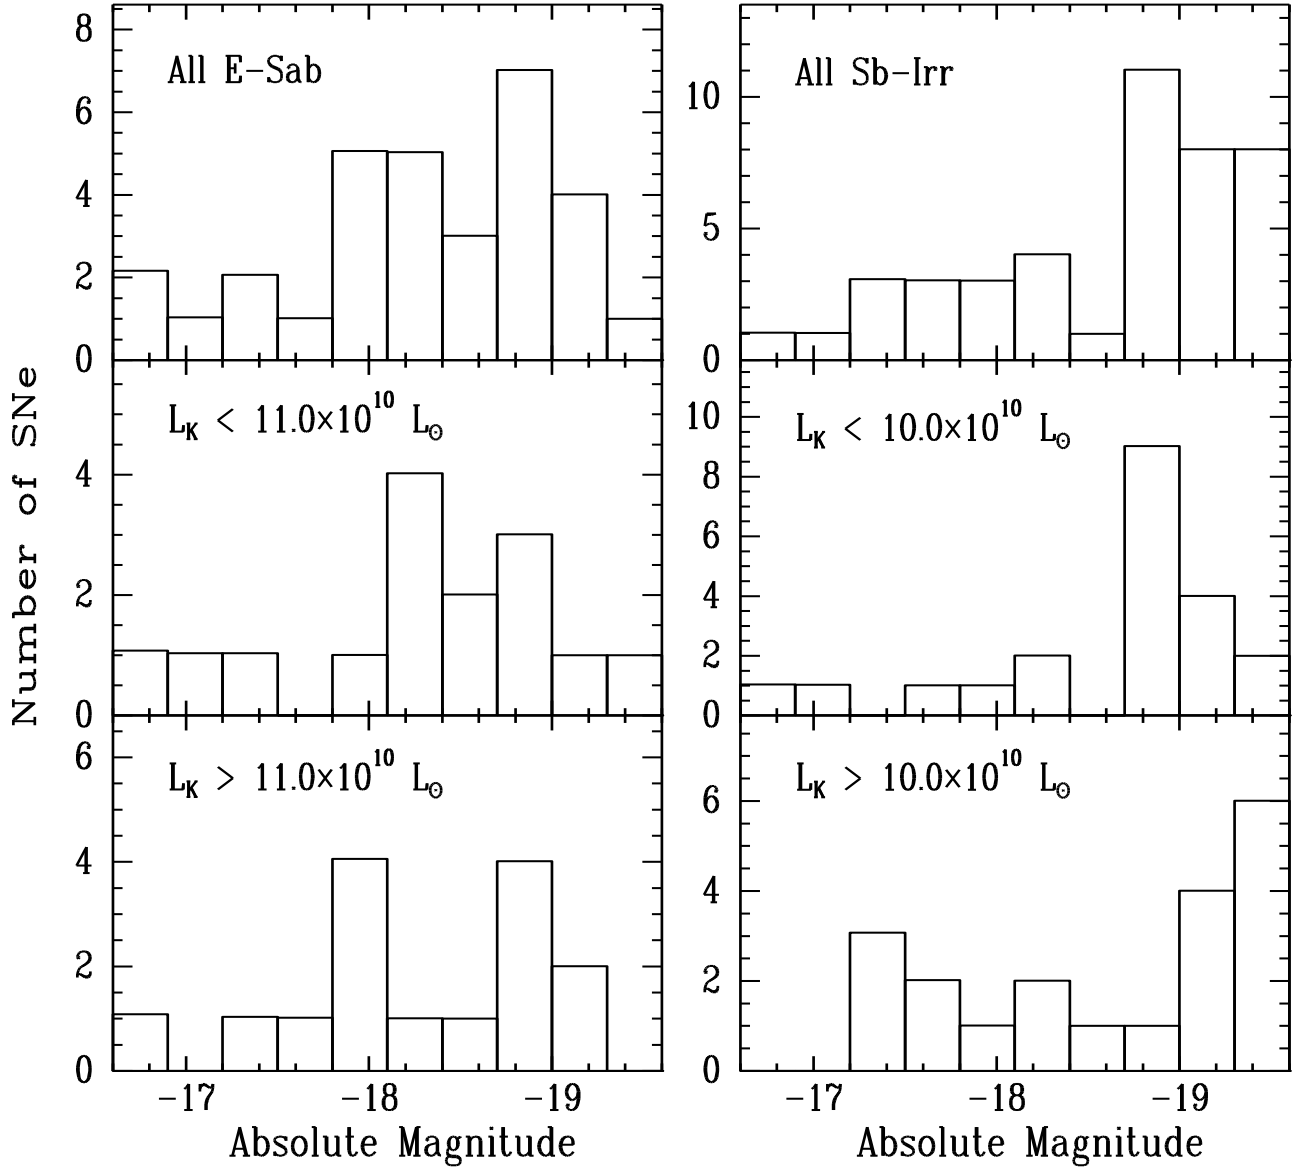 All E-Sab
8
6
4
2
0
All Sb-Irr
10
5
0
L_K < 11.0×10^10 L_⊙
4
2
0
L_K < 10.0×10^10 L_⊙
10
8
6
4
2
0
L_K > 11.0×10^10 L_⊙
6
4
2
0
L_K > 10.0×10^10 L_⊙
6
4
2
0
Number of SNe
-17 -18 -19
-17 -18 -19
Absolute Magnitude
Absolute Magnitude